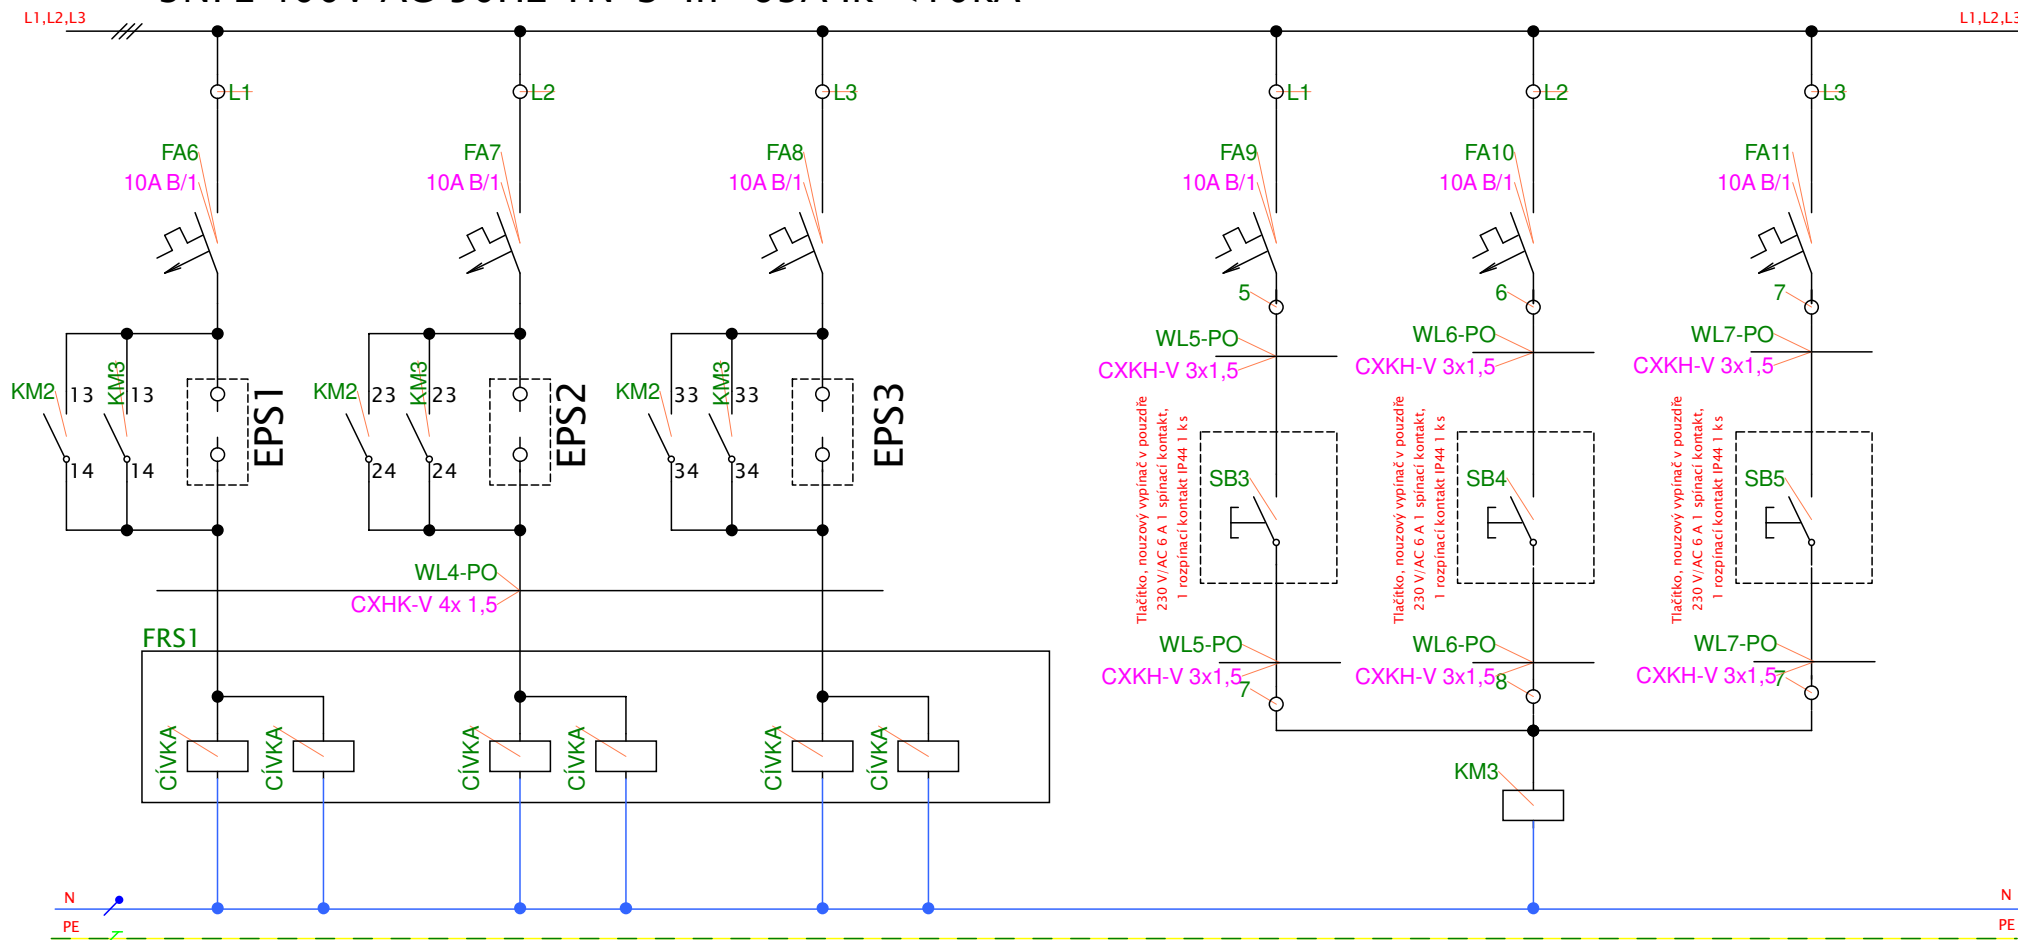 L1,L2,L3
L1,L2,L3
L1
L2
L3
L1
L2
L3
FA6
10A B/1
FA7
10A B/1
FA8
10A B/1
FA9
10A B/1
FA10
10A B/1
FA11
10A B/1
5
6
7
WL5-PO
CXKH-V 3x1,5
WL6-PO
CXKH-V 3x1,5
WL7-PO
CXKH-V 3x1,5
KM2
13
14
KM3
13
14
EPS1
KM2
23
24
KM3
23
24
EPS2
KM2
33
34
KM3
33
34
EPS3
Tlačítko, nouzový vypínač v pouzdře
230 V/AC 6 A 1 spínací kontakt,
1 rozpínací kontakt IP44 1 ks
SB3
Tlačítko, nouzový vypínač v pouzdře
230 V/AC 6 A 1 spínací kontakt,
1 rozpínací kontakt IP44 1 ks
SB4
Tlačítko, nouzový vypínač v pouzdře
230 V/AC 6 A 1 spínací kontakt,
1 rozpínací kontakt IP44 1 ks
SB5
WL4-PO
CXHK-V 4x 1,5
WL5-PO
CXKH-V 3x1,5
7
WL6-PO
CXKH-V 3x1,5
8
WL7-PO
CXKH-V 3x1,5
7
FRS1
CÍVKA
CÍVKA
CÍVKA
CÍVKA
CÍVKA
CÍVKA
KM3
N
N
PE
PE